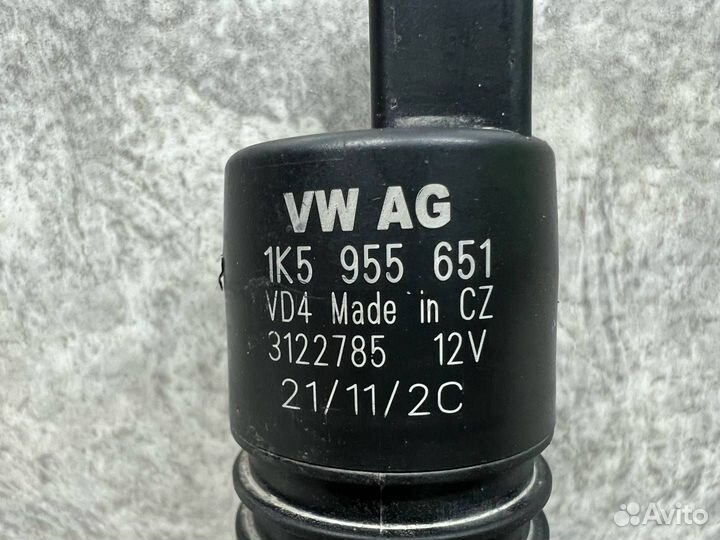 VW AG
1K5 955 651
VD4 Made in CZ
3122785 12V
21/11/2C
Avito